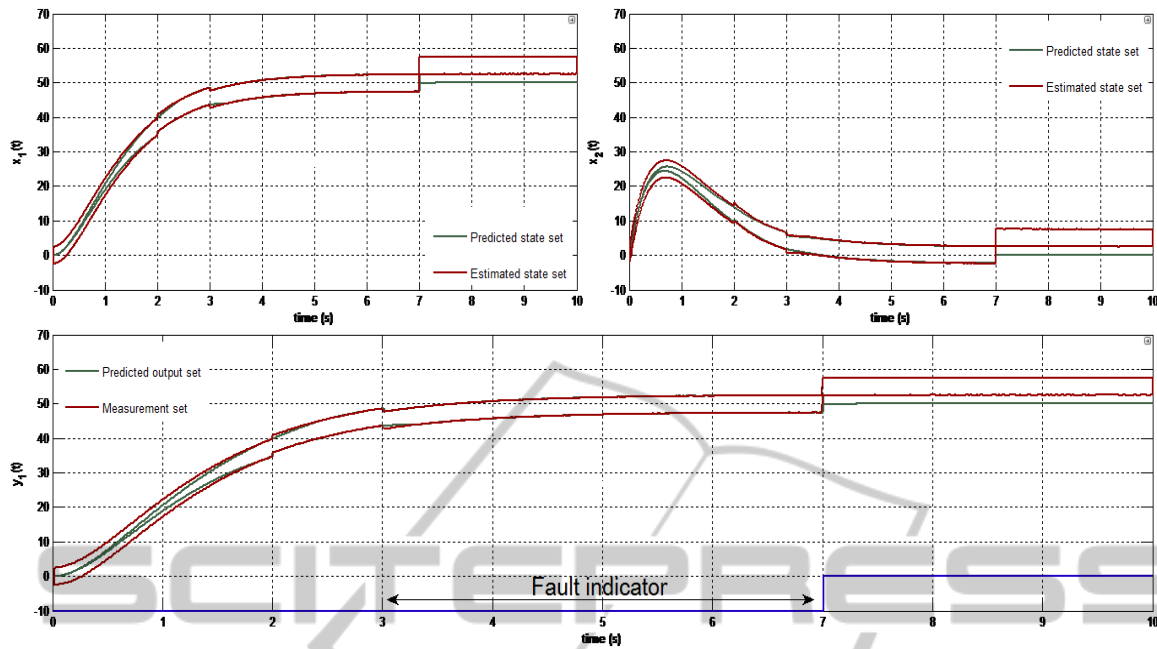 70
60
50
40
30
20
10
0
-10
x1(t)
0 1 2 3 4 5 6 7 8 9 10
time (s)
Predicted state set
Estimated state set
70
60
50
40
30
20
10
0
-10
x2(t)
0 1 2 3 4 5 6 7 8 9 10
time (s)
Predicted state set
Estimated state set
70
60
50
40
30
20
10
0
-10
y1(t)
Predicted output set
Measurement set
SCITEPRESS
Fault indicator
0 1 2 3 4 5 6 7 8 9 10
time (s)